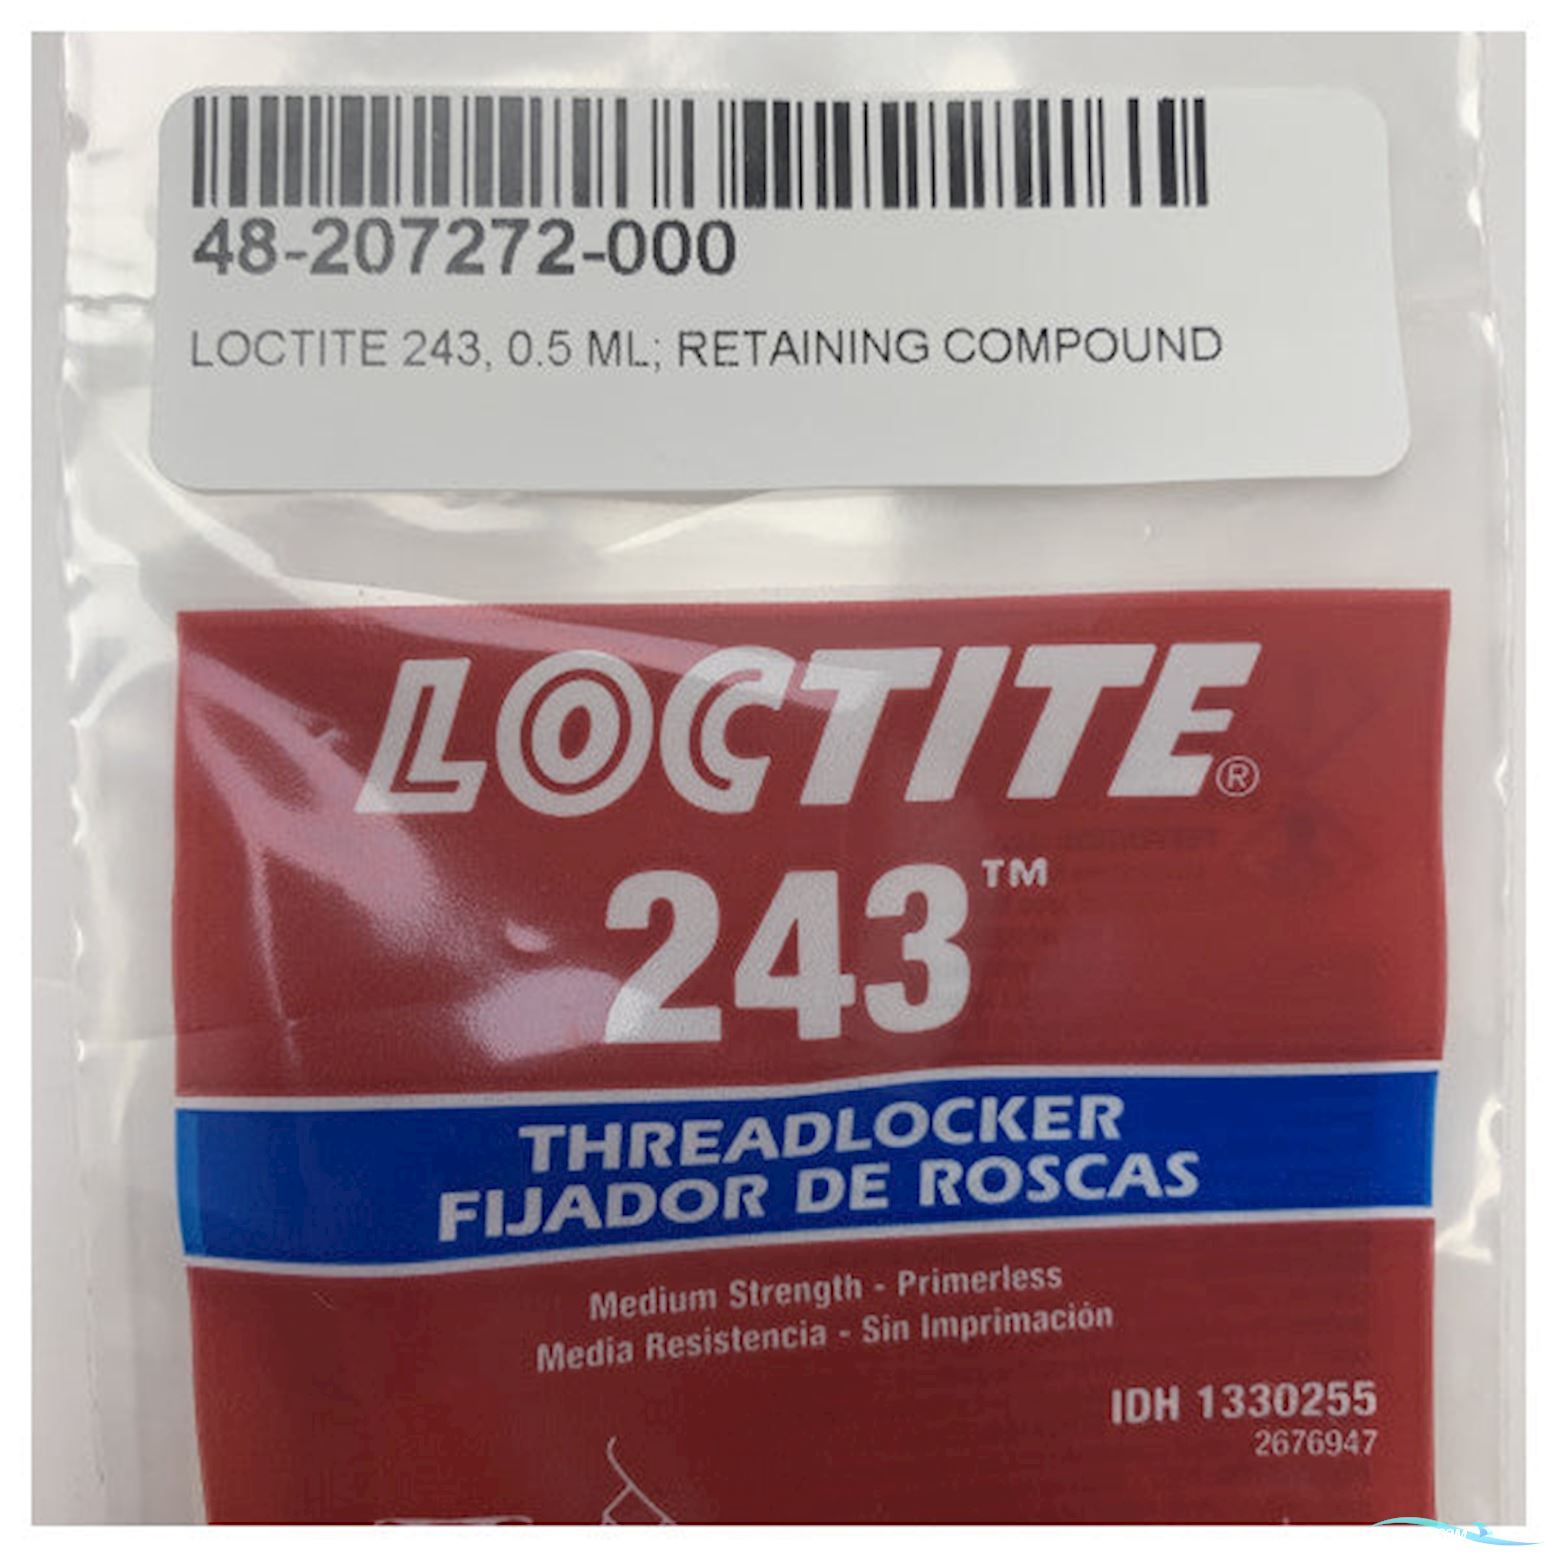 48-207272-000
LOCTITE 243, 0.5 ML; RETAINING COMPOUND
LOCTITE®
243™
THREADLOCKER
FIJADOR DE ROSCAS
Medium Strength - Primerless
Media Resistencia - Sin Imprimación
IDH 1330255
2676947